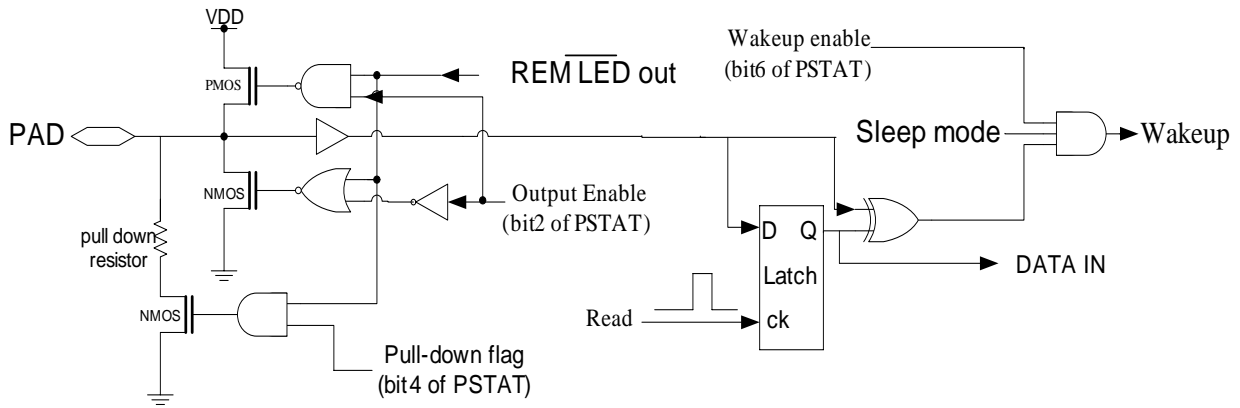 VDD
PMOS
REM LED out
Wakeup enable
(bit6 of PSTAT)
PAD
Sleep mode
Wakeup
NMOS
Output Enable
(bit2 of PSTAT)
pull down
resistor
D Q
Latch
ck
DATA IN
NMOS
Read
Pull-down flag
(bit4 of PSTAT)